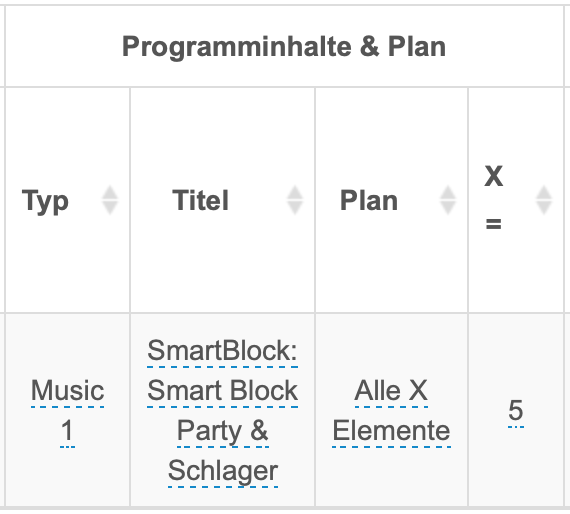 Programminhalte & Plan
Typ
Titel
Plan
X
=
Music
1
SmartBlock:
Smart Block
Party &
Schlager
Alle X
Elemente
5